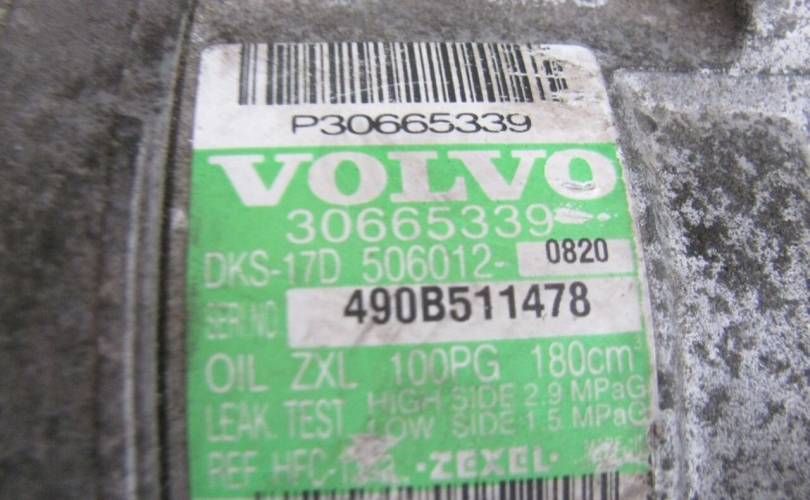 P30665339
VOLVO
30665339
DKS-17D 506012- 0820
SERI.NO 490B511478
OIL ZXL 100PG 180cm³
LEAK TEST HIGH SIDE 2.9 MPaG
LOW SIDE 1.5 MPaG
REF HFC- ·ZEXEL·